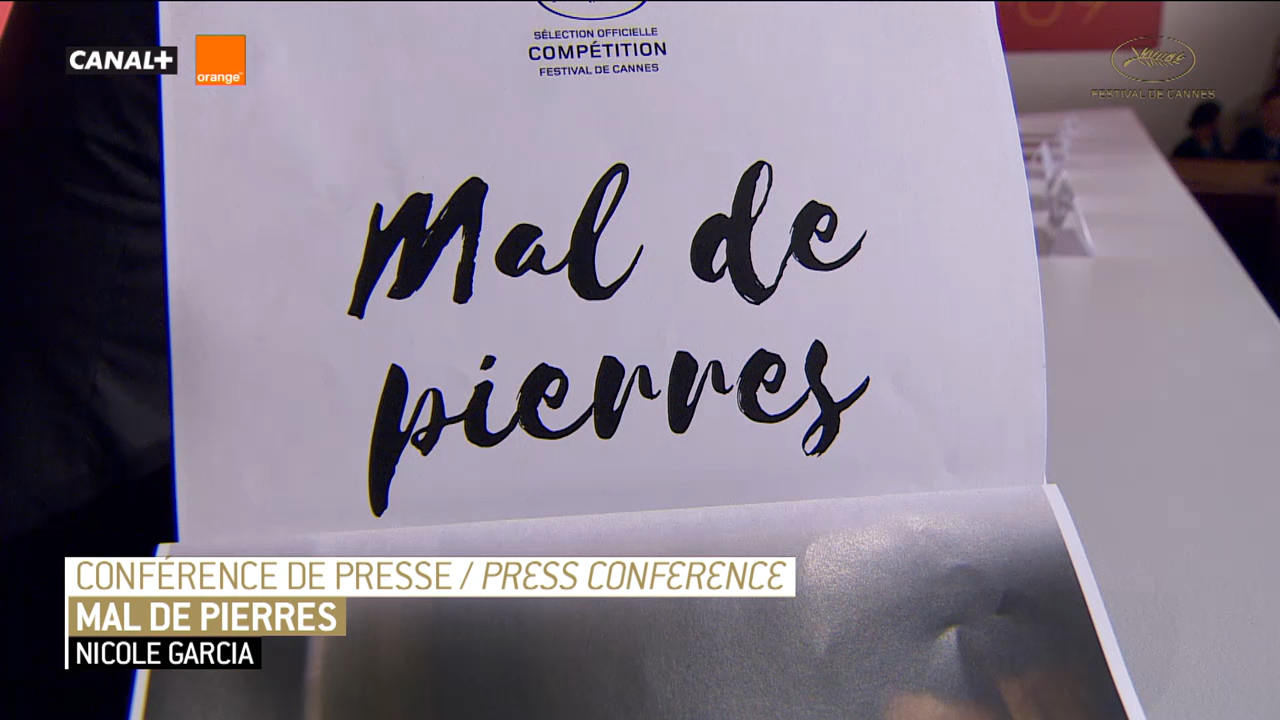 CANAL+
orange™
SÉLECTION OFFICIELLE
COMPÉTITION
FESTIVAL DE CANNES
FESTIVAL DE CANNES
Mal de
pierres
CONFÉRENCE DE PRESSE / PRESS CONFERENCE
MAL DE PIERRES
NICOLE GARCIA